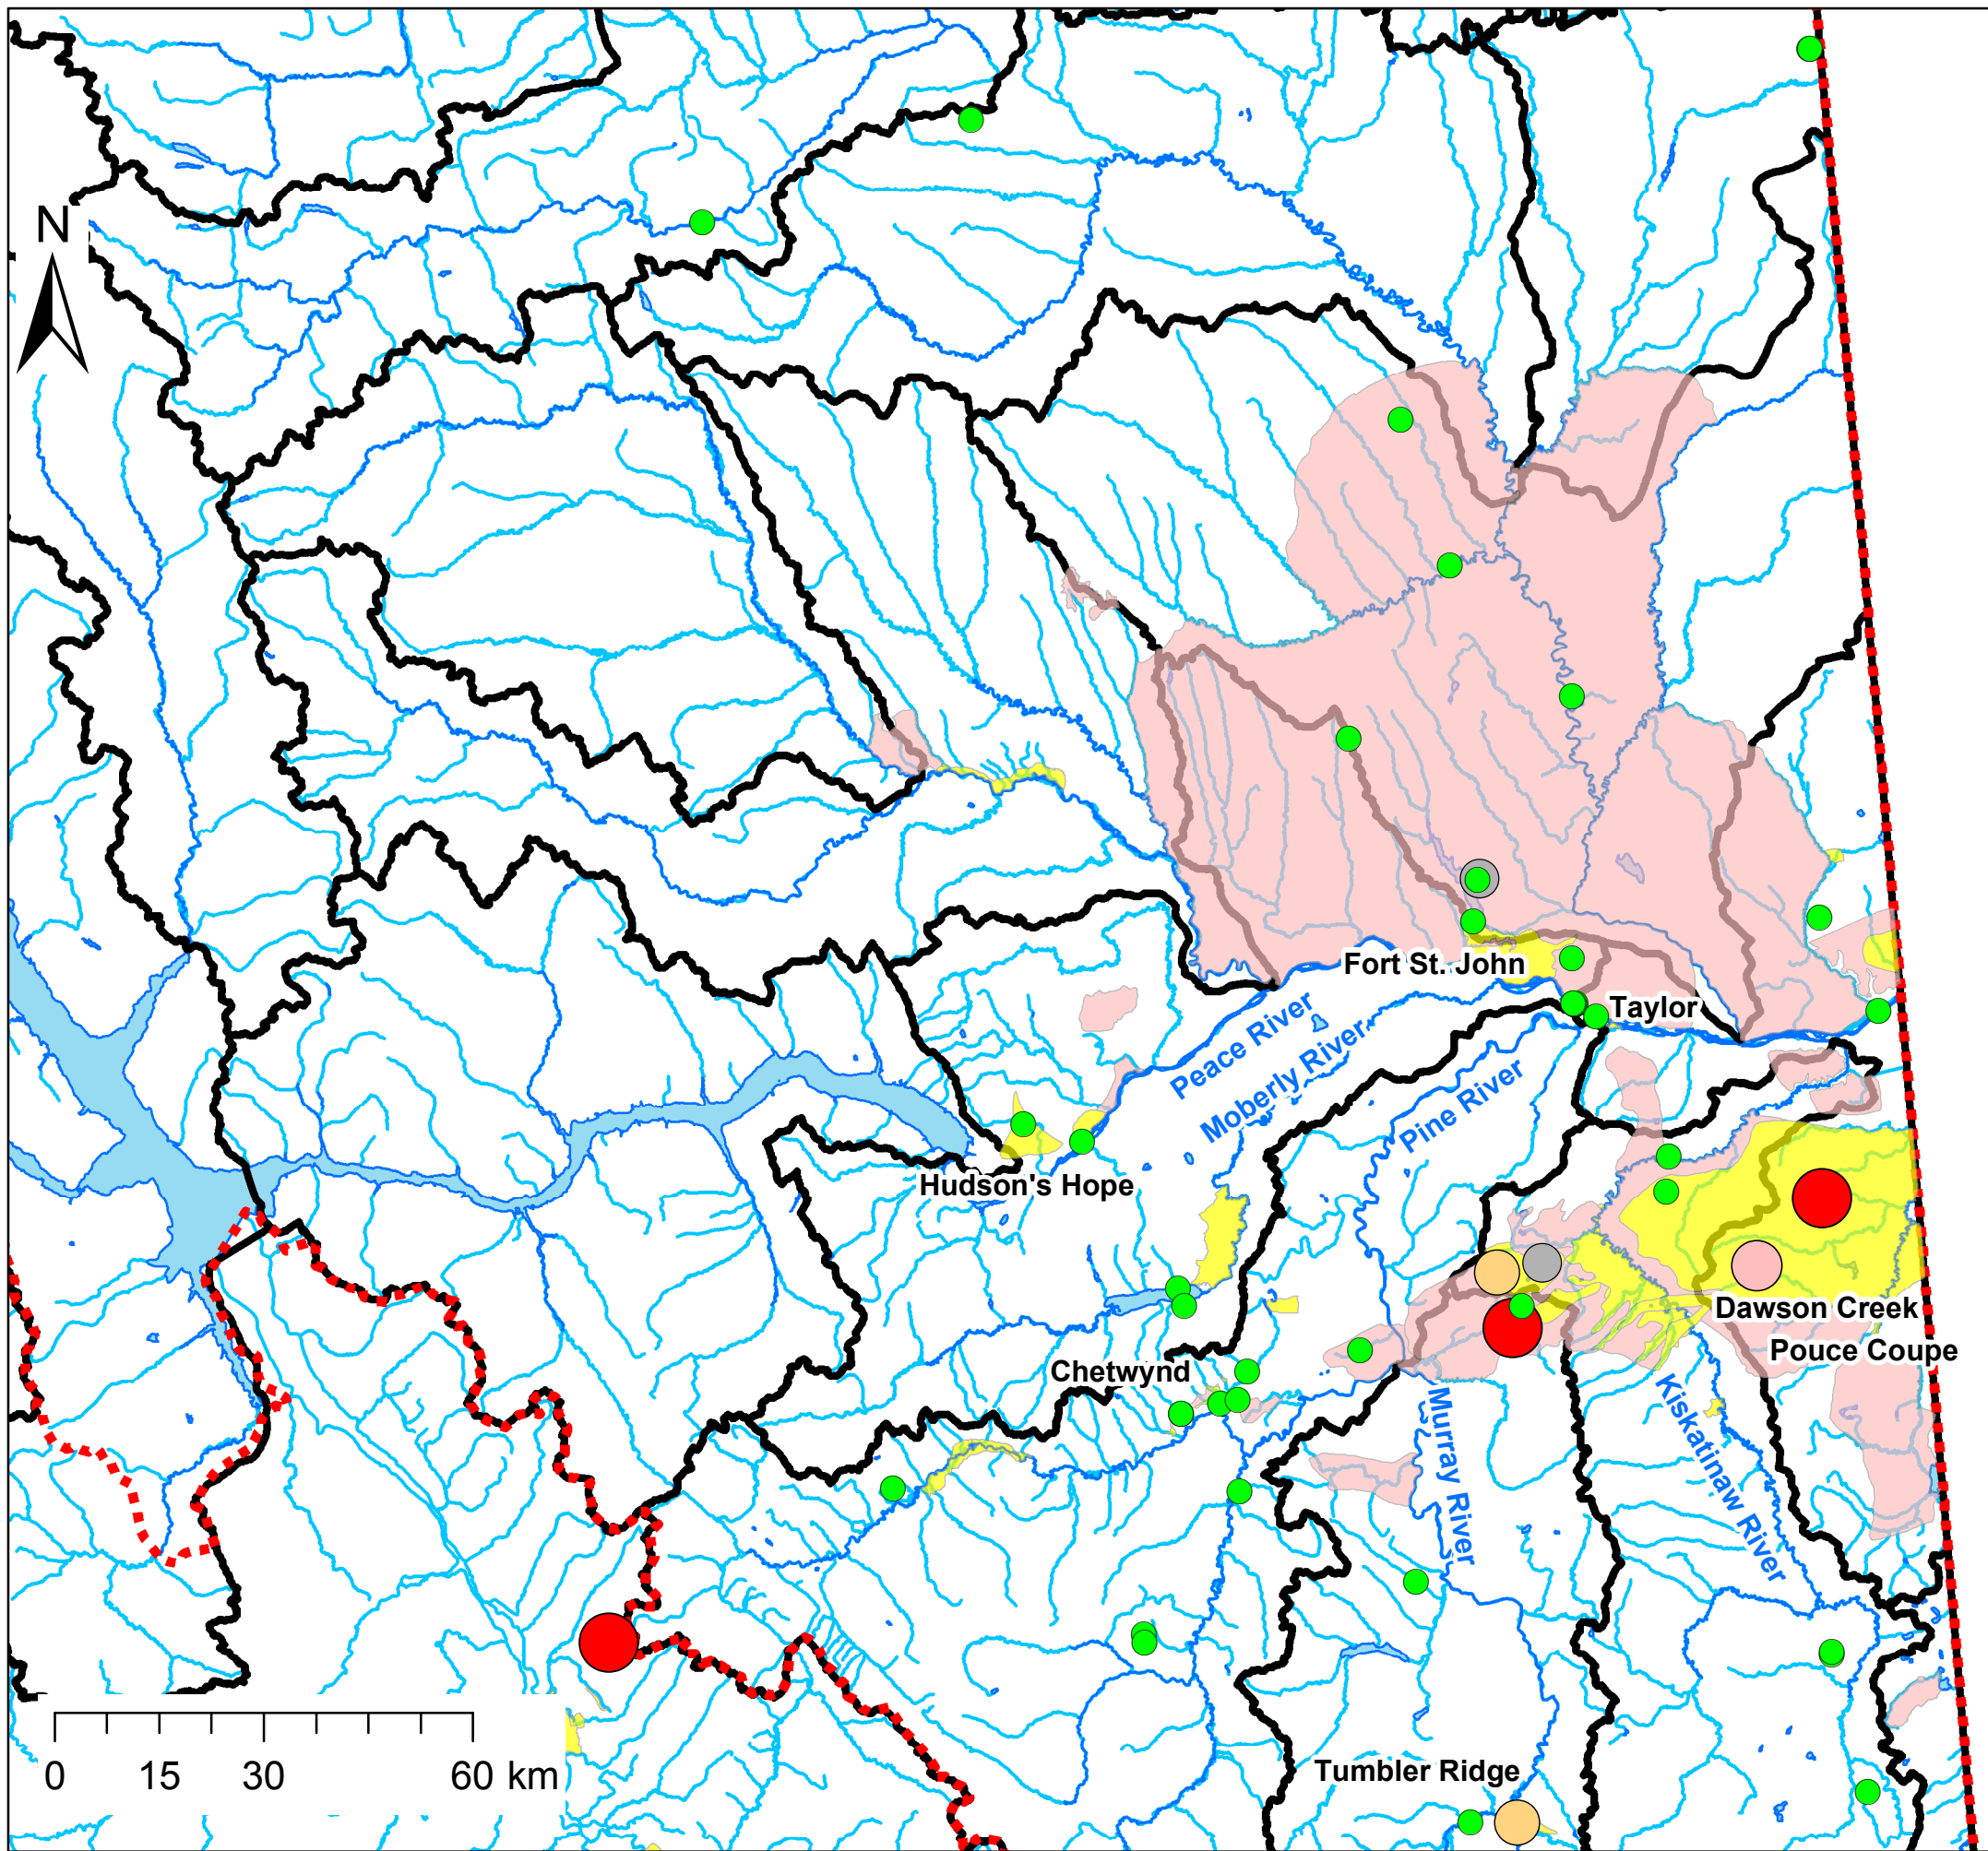 N
Fort St. John
Taylor
Peace River
Moberly River
Pine River
Hudson's Hope
Dawson Creek
Pouce Coupe
Chetwynd
Murray River
Kiskatinaw River
Tumbler Ridge
0 15 30 60 km